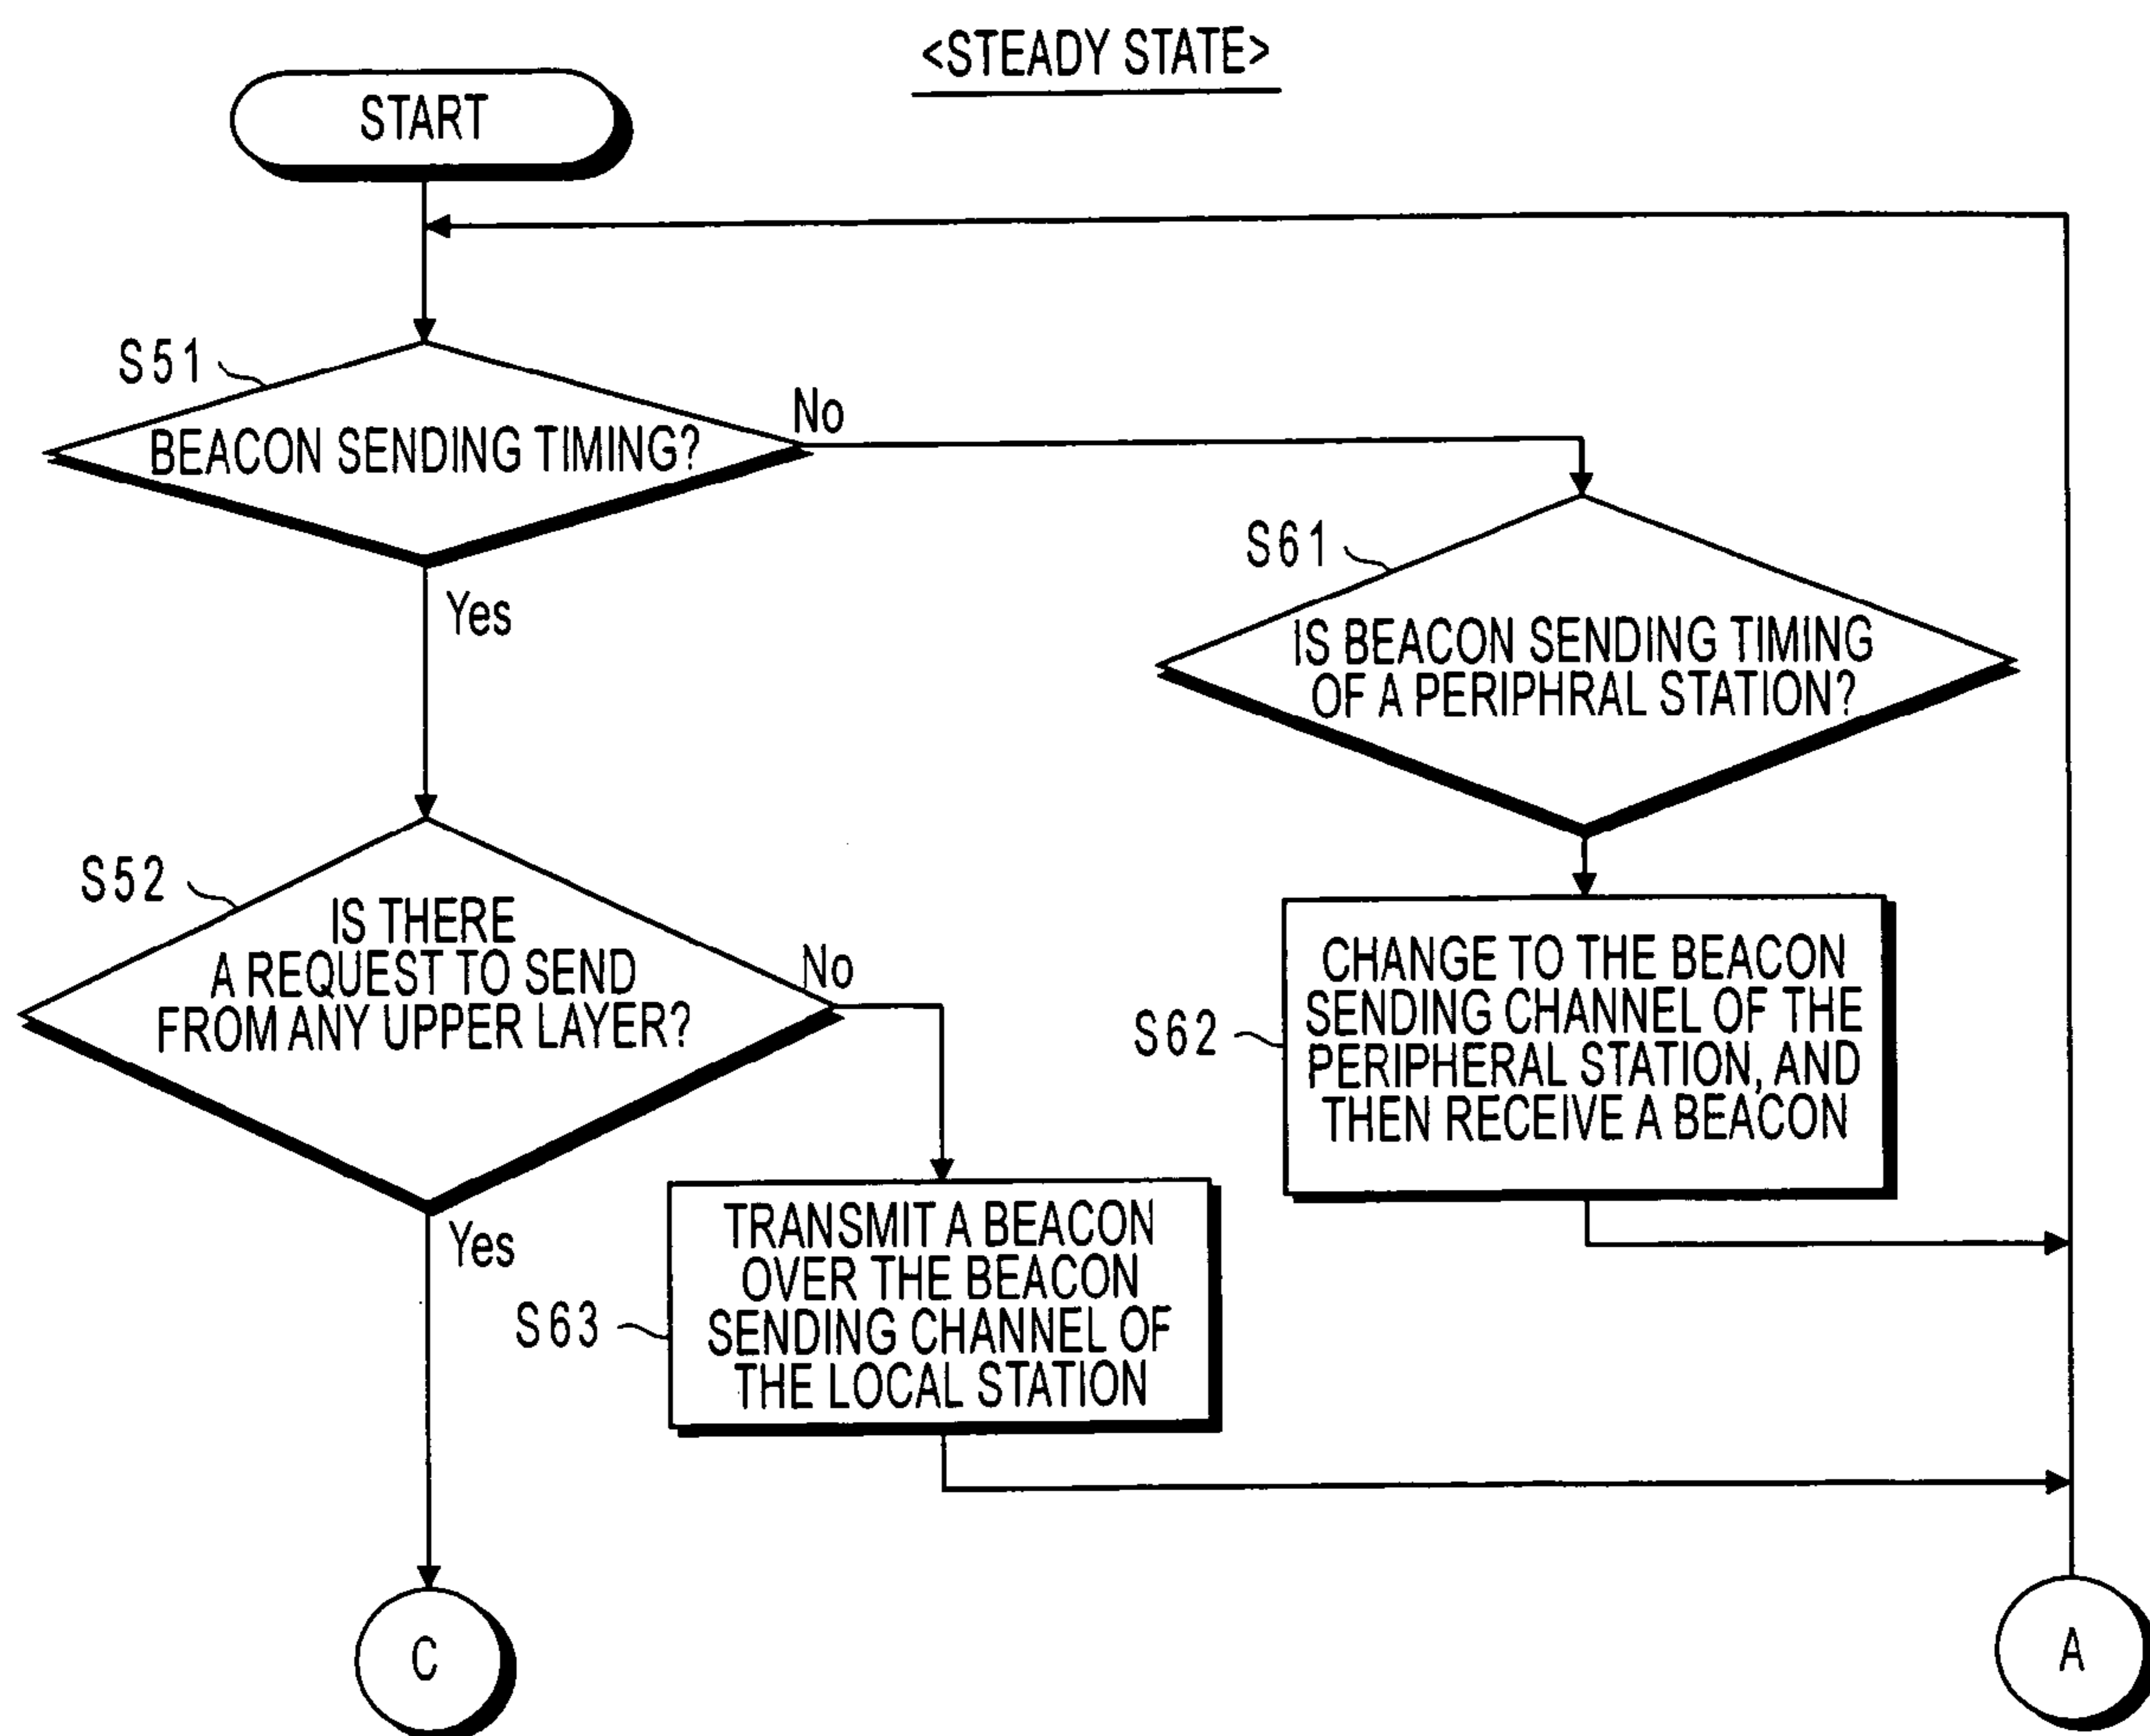 <STEADY STATE>
START
S51
BEACON SENDING TIMING?
No
Yes
S61
IS BEACON SENDING TIMING
OF A PERIPHRAL STATION?
S52
IS THERE
A REQUEST TO SEND
FROM ANY UPPER LAYER?
No
Yes
S62
CHANGE TO THE BEACON
SENDING CHANNEL OF THE
PERIPHERAL STATION, AND
THEN RECEIVE A BEACON
S63
TRANSMIT A BEACON
OVER THE BEACON
SENDING CHANNEL OF
THE LOCAL STATION
C
A